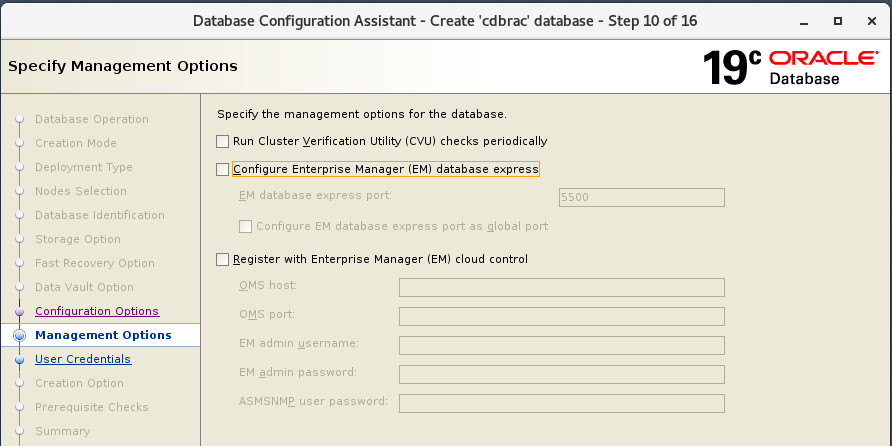 Database Configuration Assistant - Create 'cdbrac' database - Step 10 of 16
Specify Management Options
19c ORACLE
Database
Database Operation
Creation Mode
Deployment Type
Nodes Selection
Database Identification
Storage Option
Fast Recovery Option
Data Vault Option
Configuration Options
Management Options
User Credentials
Creation Option
Prerequisite Checks
Summary
Specify the management options for the database.
Run Cluster Verification Utility (CVU) checks periodically
Configure Enterprise Manager (EM) database express
EM database express port: 5500
Configure EM database express port as global port
Register with Enterprise Manager (EM) cloud control
OMS host:
OMS port:
EM admin username:
EM admin password:
ASMSNMP user password: